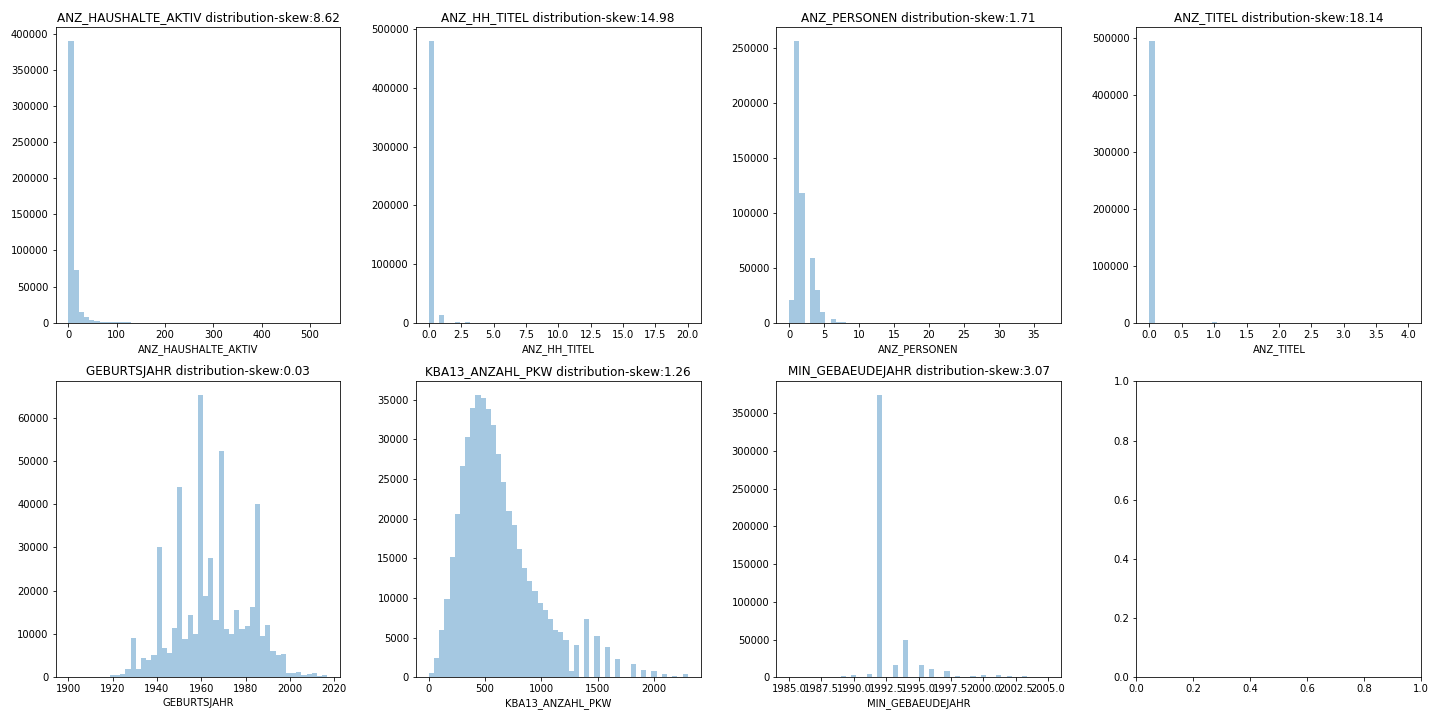 ANZ_HAUSHALTE_AKTIV distribution-skew:8.62
400000
350000
300000
250000
200000
150000
100000
50000
0
0 100 200 300 400 500
ANZ_HAUSHALTE_AKTIV
ANZ_HH_TITEL distribution-skew:14.98
500000
400000
300000
200000
100000
0
0.0 2.5 5.0 7.5 10.0 12.5 15.0 17.5 20.0
ANZ_HH_TITEL
ANZ_PERSONEN distribution-skew:1.71
250000
200000
150000
100000
50000
0
0 5 10 15 20 25 30 35
ANZ_PERSONEN
ANZ_TITEL distribution-skew:18.14
500000
400000
300000
200000
100000
0
0.0 0.5 1.0 1.5 2.0 2.5 3.0 3.5 4.0
ANZ_TITEL
GEBURTSJAHR distribution-skew:0.03
60000
50000
40000
30000
20000
10000
0
1900 1920 1940 1960 1980 2000 2020
GEBURTSJAHR
KBA13_ANZAHL_PKW distribution-skew:1.26
35000
30000
25000
20000
15000
10000
5000
0
0 500 1000 1500 2000
KBA13_ANZAHL_PKW
MIN_GEBAEUDEJAHR distribution-skew:3.07
350000
300000
250000
200000
150000
100000
50000
0
1985.0 1987.5 1990.0 1992.5 1995.0 1997.5 2000.0 2002.5 2005.0
MIN_GEBAEUDEJAHR
1.0
0.8
0.6
0.4
0.2
0.0
0.0 0.2 0.4 0.6 0.8 1.0